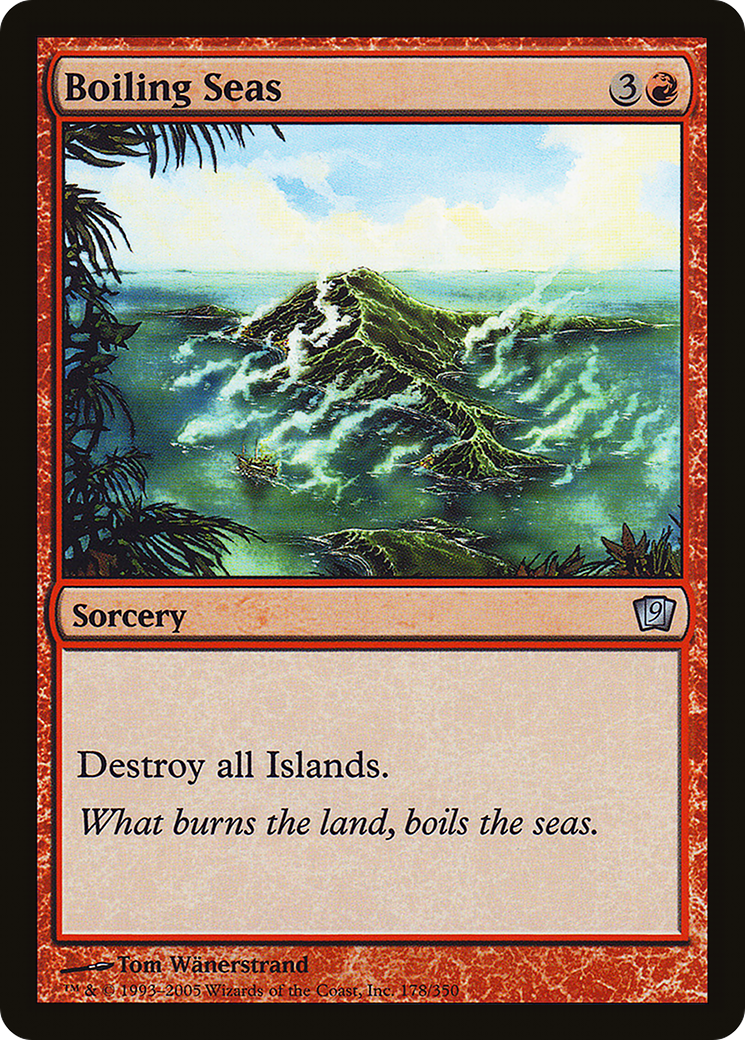 Boiling Seas 3
Sorcery 9
Destroy all Islands.
What burns the land, boils the seas.
Tom Wänerstrand
™ & © 1993–2005 Wizards of the Coast, Inc. 178/350